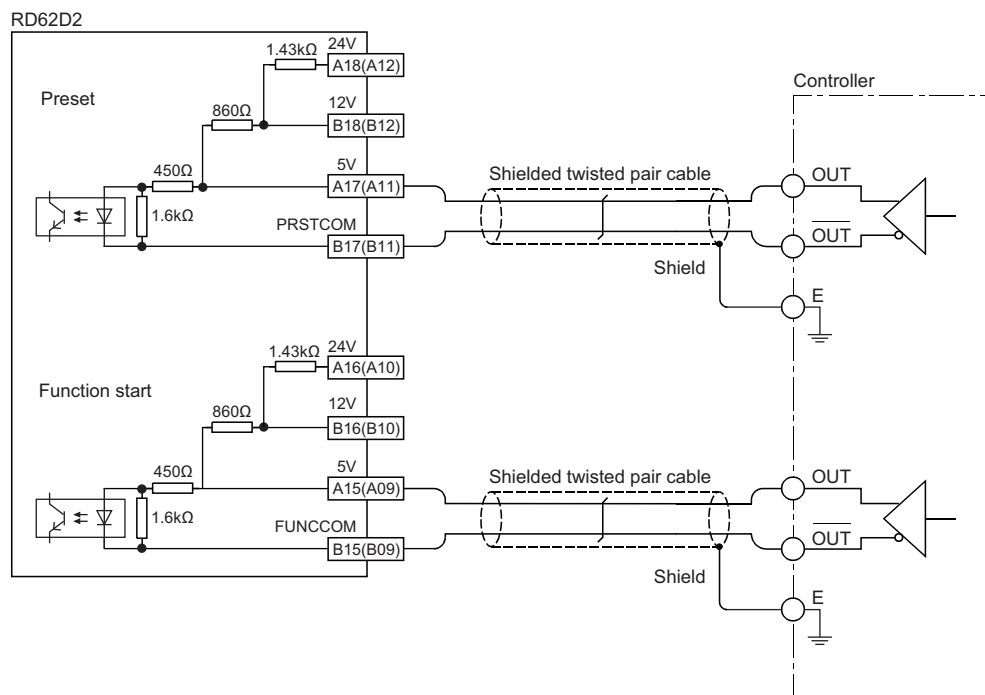 RD62D2
Preset
1.43kΩ
24V
A18(A12)
860Ω
12V
B18(B12)
450Ω
5V
A17(A11)
1.6kΩ
PRSTCOM
B17(B11)
Shielded twisted pair cable
Shield
Controller
OUT
OUT
E
Function start
1.43kΩ
24V
A16(A10)
860Ω
12V
B16(B10)
450Ω
5V
A15(A09)
1.6kΩ
FUNCCOM
B15(B09)
Shielded twisted pair cable
Shield
OUT
OUT
E